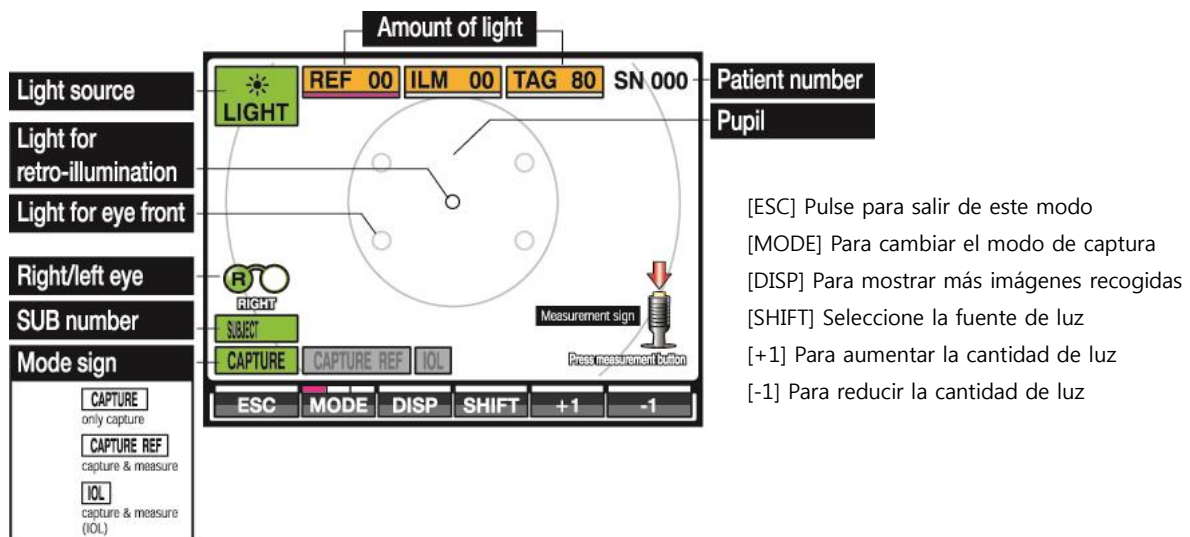 Amount of light
Light source
Light for
retro-illumination
Light for eye front
Right/left eye
SUB number
Mode sign
CAPTURE
only capture
CAPTURE REF
capture & measure
IOL
capture & measure
(IOL)
LIGHT
REF 00
ILM 00
TAG 80
SN 000
Patient number
Pupil
R
RIGHT
SUBJECT
CAPTURE
CAPTURE REF
IOL
Measurement sign
Press measurement button
ESC
MODE
DISP
SHIFT
+1
-1
[ESC] Pulse para salir de este modo
[MODE] Para cambiar el modo de captura
[DISP] Para mostrar más imágenes recogidas
[SHIFT] Seleccione la fuente de luz
[+1] Para aumentar la cantidad de luz
[-1] Para reducir la cantidad de luz